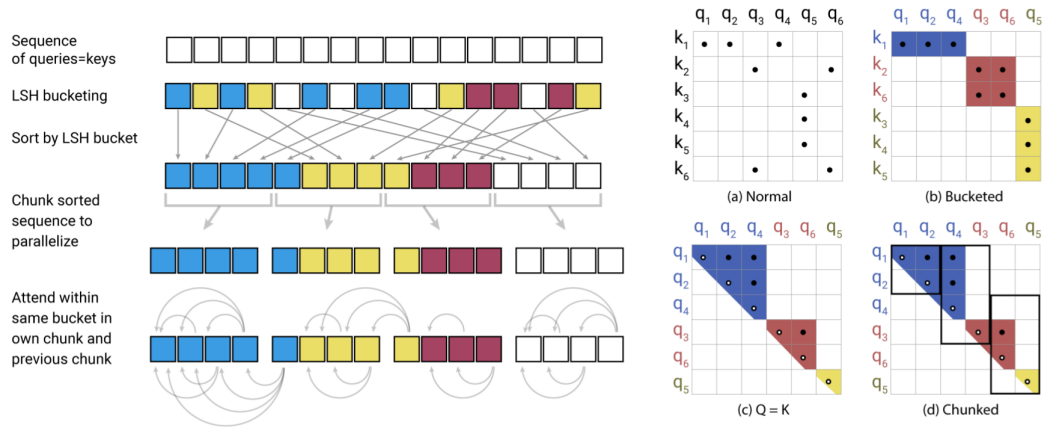 Sequence
of queries=keys
LSH bucketing
Sort by LSH bucket
Chunk sorted
sequence to
parallelize
Attend within
same bucket in
own chunk and
previous chunk
q1 q2 q3 q4 q5 q6
k1
k2
k3
k4
k5
k6
(a) Normal
q1 q2 q4 q3 q6 q5
k1
k2
k6
k3
k4
k5
(b) Bucketed
q1 q2 q4 q3 q6 q5
q1
q2
q4
q3
q6
q5
(c) Q = K
q1 q2 q4 q3 q6 q5
q1
q2
q4
q3
q6
q5
(d) Chunked